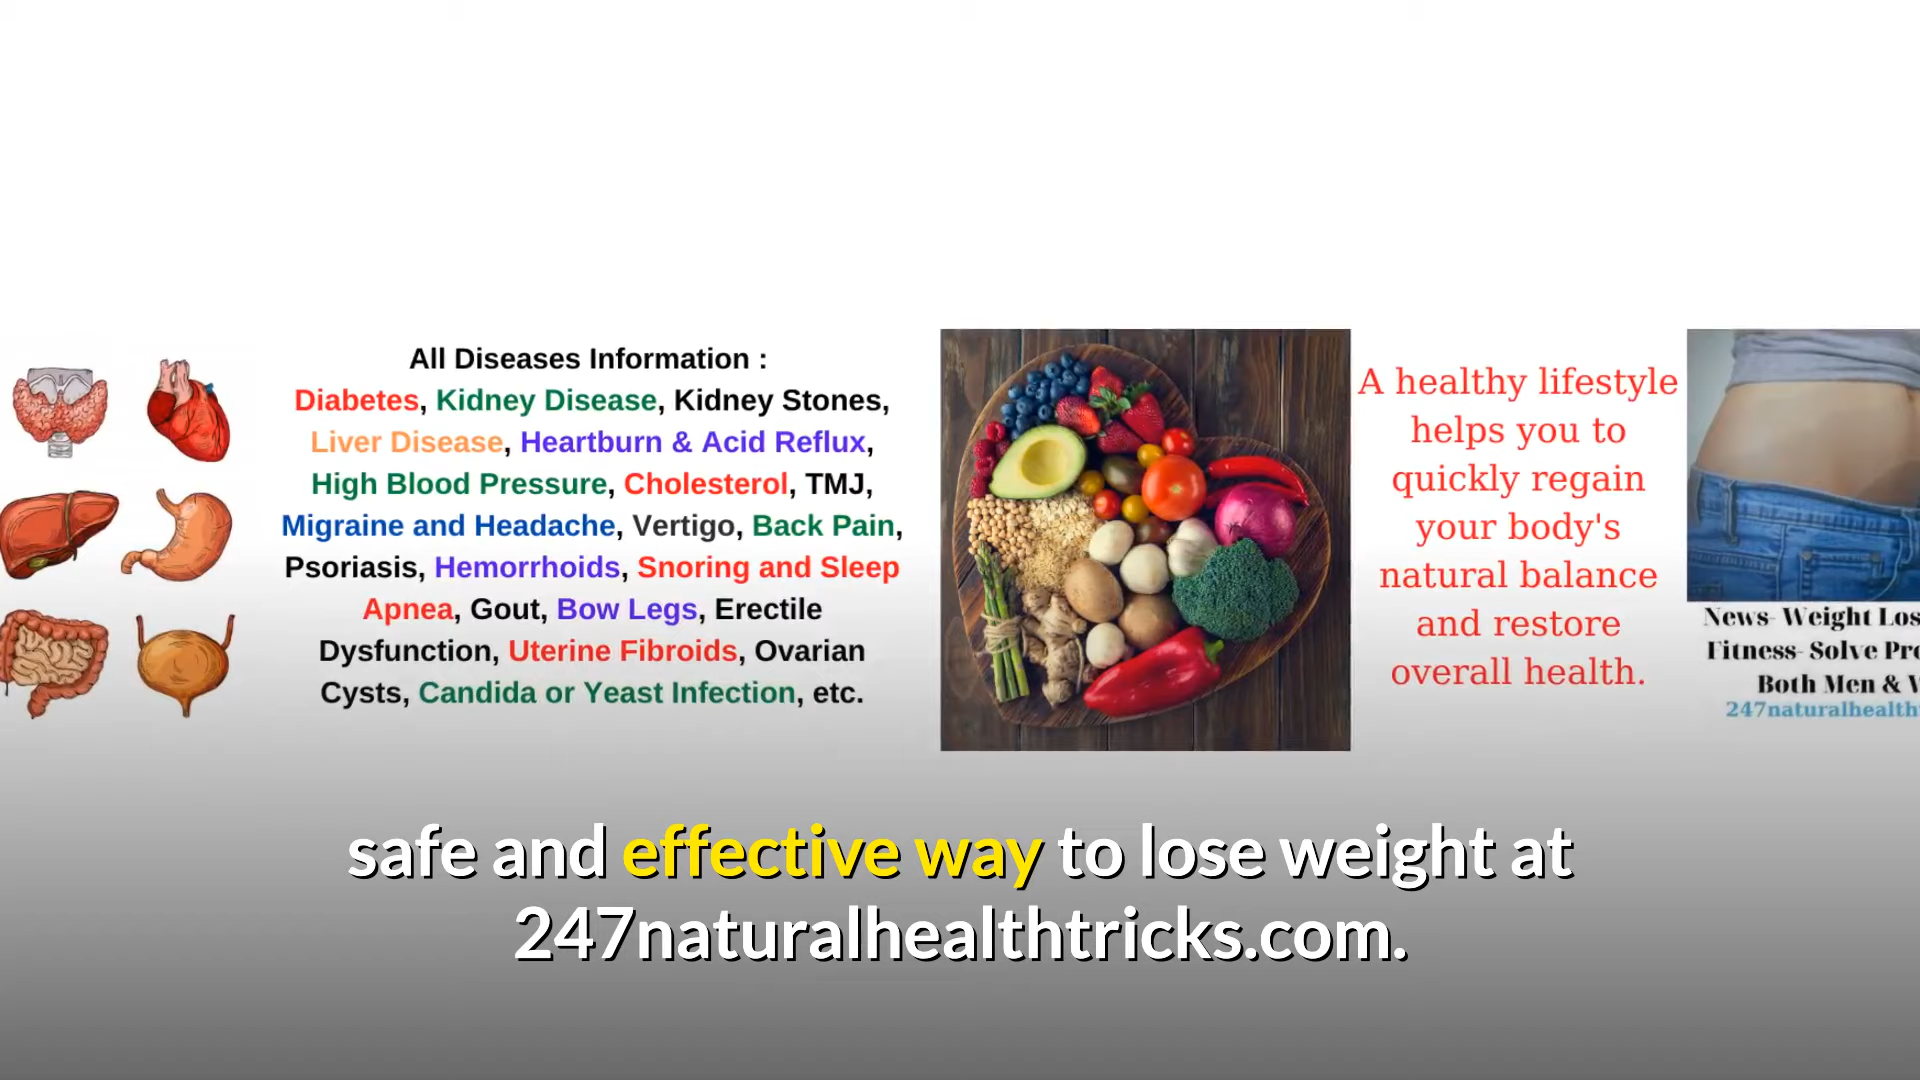 All Diseases Information :
Diabetes, Kidney Disease, Kidney Stones,
Liver Disease, Heartburn & Acid Reflux,
High Blood Pressure, Cholesterol, TMJ,
Migraine and Headache, Vertigo, Back Pain,
Psoriasis, Hemorrhoids, Snoring and Sleep
Apnea, Gout, Bow Legs, Erectile
Dysfunction, Uterine Fibroids, Ovarian
Cysts, Candida or Yeast Infection, etc.
A healthy lifestyle
helps you to
quickly regain
your body's
natural balance
and restore
overall health.
News- Weight Los
Fitness- Solve Pr
Both Men &
247naturalhealth
safe and effective way to lose weight at
247naturalhealthtricks.com.